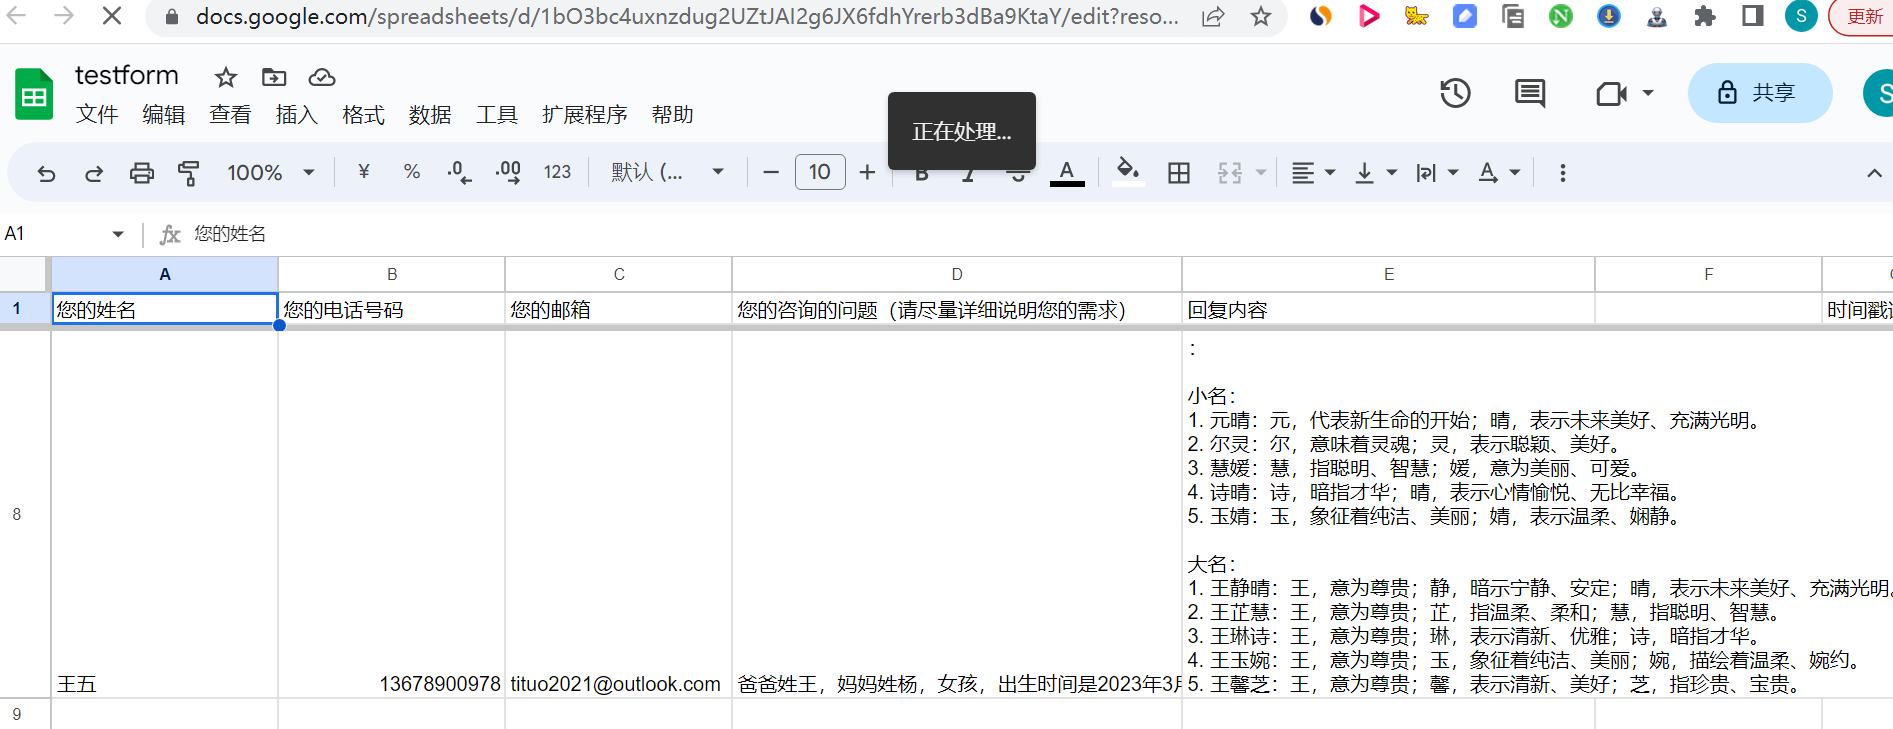 docs.google.com/spreadsheets/d/1bO3bc4uxnzdug2UZtJAI2g6JX6fdhYrerb3dBa9KtaY/edit?reso...
S
更新
testform
文件 编辑 查看 插入 格式 数据 工具 扩展程序 帮助
正在处理...
共享
S
100% ¥ % .0 .00 123 默认 (... 10 B I S A A
A1 fx 您的姓名
A B C D E F
1 您的姓名 您的电话号码 您的邮箱 您的咨询的问题（请尽量详细说明您的需求） 回复内容 时间戳
：
小名：
1. 元晴：元，代表新生命的开始；晴，表示未来美好、充满光明。
2. 尔灵：尔，意味着灵魂；灵，表示聪颖、美好。
3. 慧媛：慧，指聪明、智慧；媛，意为美丽、可爱。
4. 诗晴：诗，暗指才华；晴，表示心情愉悦、无比幸福。
5. 玉婧：玉，象征着纯洁、美丽；婧，表示温柔、娴静。
大名：
1. 王静晴：王，意为尊贵；静，暗示宁静、安定；晴，表示未来美好、充满光明。
2. 王芷慧：王，意为尊贵；芷，指温柔、柔和；慧，指聪明、智慧。
3. 王琳诗：王，意为尊贵；琳，表示清新、优雅；诗，暗指才华。
4. 王玉婉：王，意为尊贵；玉，象征着纯洁、美丽；婉，描绘着温柔、婉约。
5. 王馨芝：王，意为尊贵；馨，表示清新、美好；芝，指珍贵、宝贵。
8 王五 13678900978 tituo2021@outlook.com 爸爸姓王，妈妈姓杨，女孩，出生时间是2023年3月
9